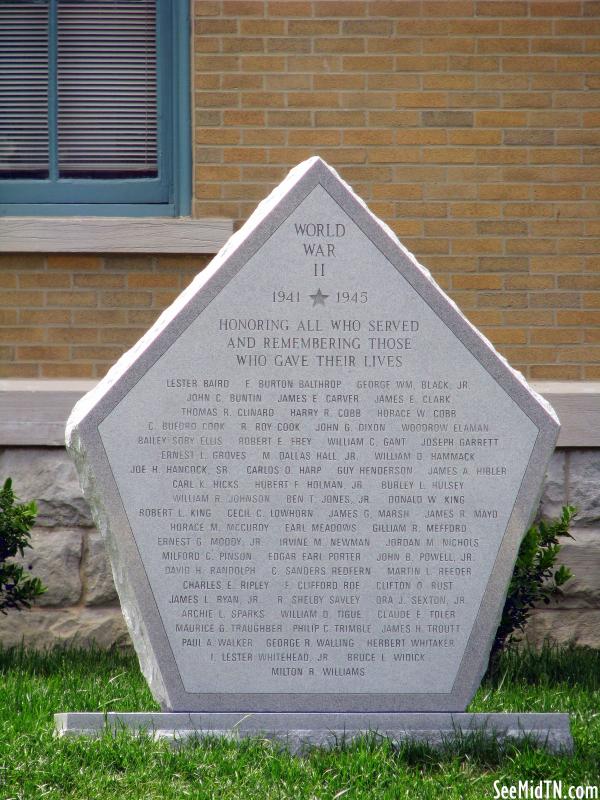 WORLD
WAR
II
1941 ★ 1945
HONORING ALL WHO SERVED
AND REMEMBERING THOSE
WHO GAVE THEIR LIVES
LESTER BAIRD E. BURTON BALTHROP GEORGE WM. BLACK, JR.
JOHN C. BUNTIN JAMES E. CARVER JAMES E. CLARK
THOMAS R. CLINARD HARRY R. COBB HORACE W. COBB
C. BUFORD COOK R. ROY COOK JOHN G. DIXON WOODROW ELAMAN
BAILEY SORY ELLIS ROBERT E. FREY WILLIAM C. GANT JOSEPH GARRETT
ERNEST L. GROVES M. DALLAS HALL, JR. WILLIAM D. HAMMACK
JOE H. HANCOCK, SR. CARLOS O. HARP GUY HENDERSON JAMES A. HIBLER
CARL K. HICKS HUBERT F. HOLMAN, JR. BURLEY L. HULSEY
WILLIAM R. JOHNSON BEN T. JONES, JR. DONALD W. KING
ROBERT L. KING CECIL C. LOWHORN JAMES G. MARSH JAMES R. MAYO
HORACE M. MCCURDY EARL MEADOWS GILLIAM R. MEFFORD
ERNEST G. MOODY, JR. IRVINE M. NEWMAN JORDAN M. NICHOLS
MILFORD C. PINSON EDGAR EARL PORTER JOHN B. POWELL, JR.
DAVID H. RANDOLPH C. SANDERS REDFERN MARTIN L. REEDER
CHARLES E. RIPLEY F. CLIFFORD ROE CLIFTON O. RUST
JAMES L. RYAN, JR. R. SHELBY SAVLEY ORA J. SEXTON, JR.
ARCHIE L. SPARKS WILLIAM D. TIGUE CLAUDE E. TOLER
MAURICE G. TRAUGHBER PHILIP C. TRIMBLE JAMES H. TROUTT
PAUL A. WALKER GEORGE R. WALLING HERBERT WHITAKER
LESTER WHITEHEAD, JR. BRUCE L. WIDICK
MILTON R. WILLIAMS
SeeMidTN.com